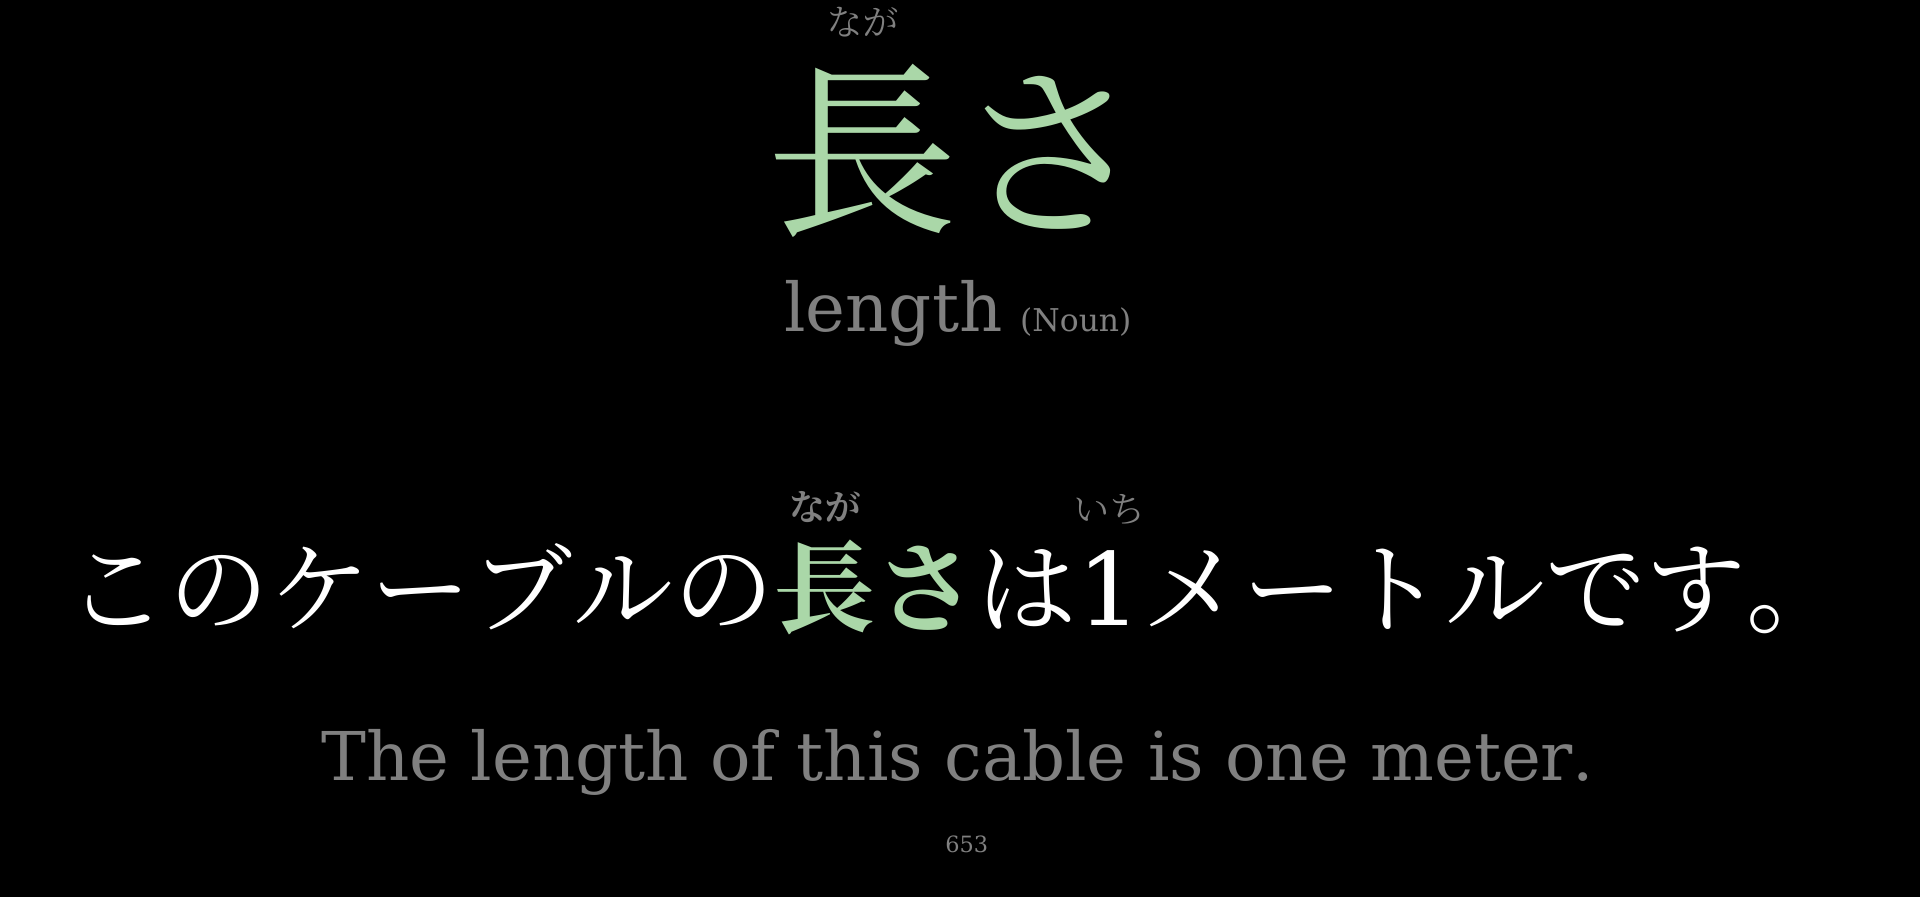 なが
長さ
length (Noun)
なが いち
このケーブルの長さは1メートルです。
The length of this cable is one meter.
653